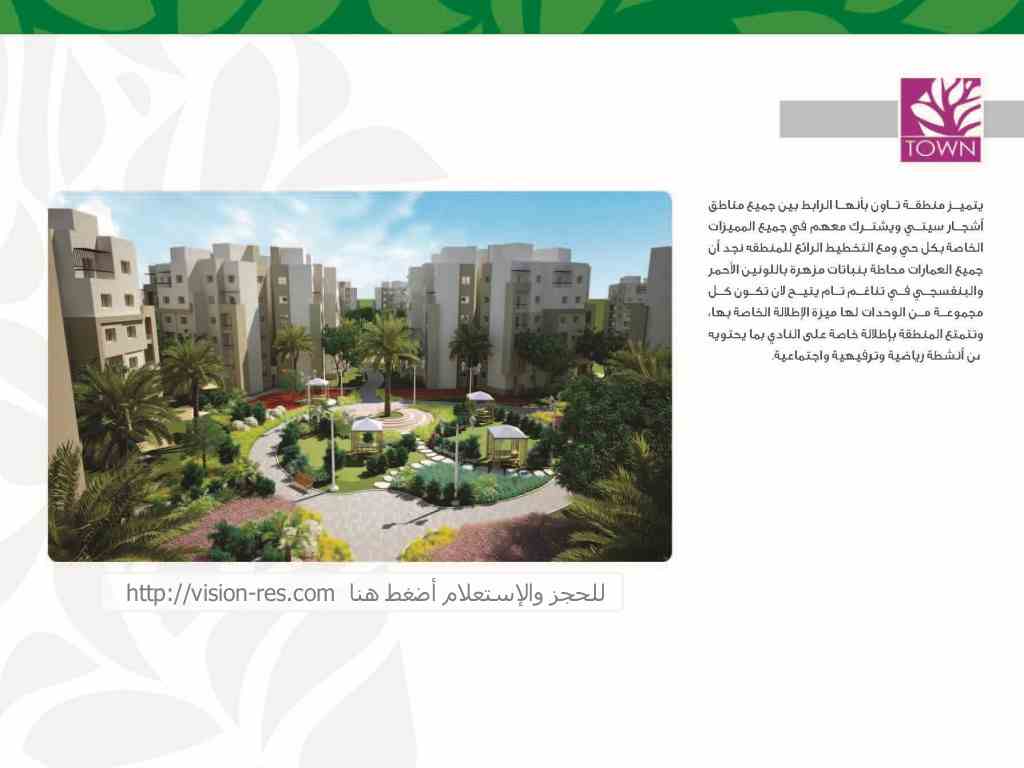 TOWN
يتميز منطقة تاون بأنها الرابط بين جميع مناطق
أشجار سيتي ويشترك معهم في جميع المميزات
الخاصة بكل حي ومع التخطيط الرائع للمنطقه نجد أن
جميع العمارات محاطة بنباتات مزهرة باللونين الأحمر
والبنفسجي في تناغم تام يتيح لان تكون كل
مجموعة من الوحدات لها ميزة الإطلالة الخاصة بها،
وتتمتع المنطقة بإطلالة خاصة على النادي بما يحتويه
من أنشطة رياضية وترفيهية واجتماعية.
للحجز والإستعلام أضغط هنا http://vision-res.com